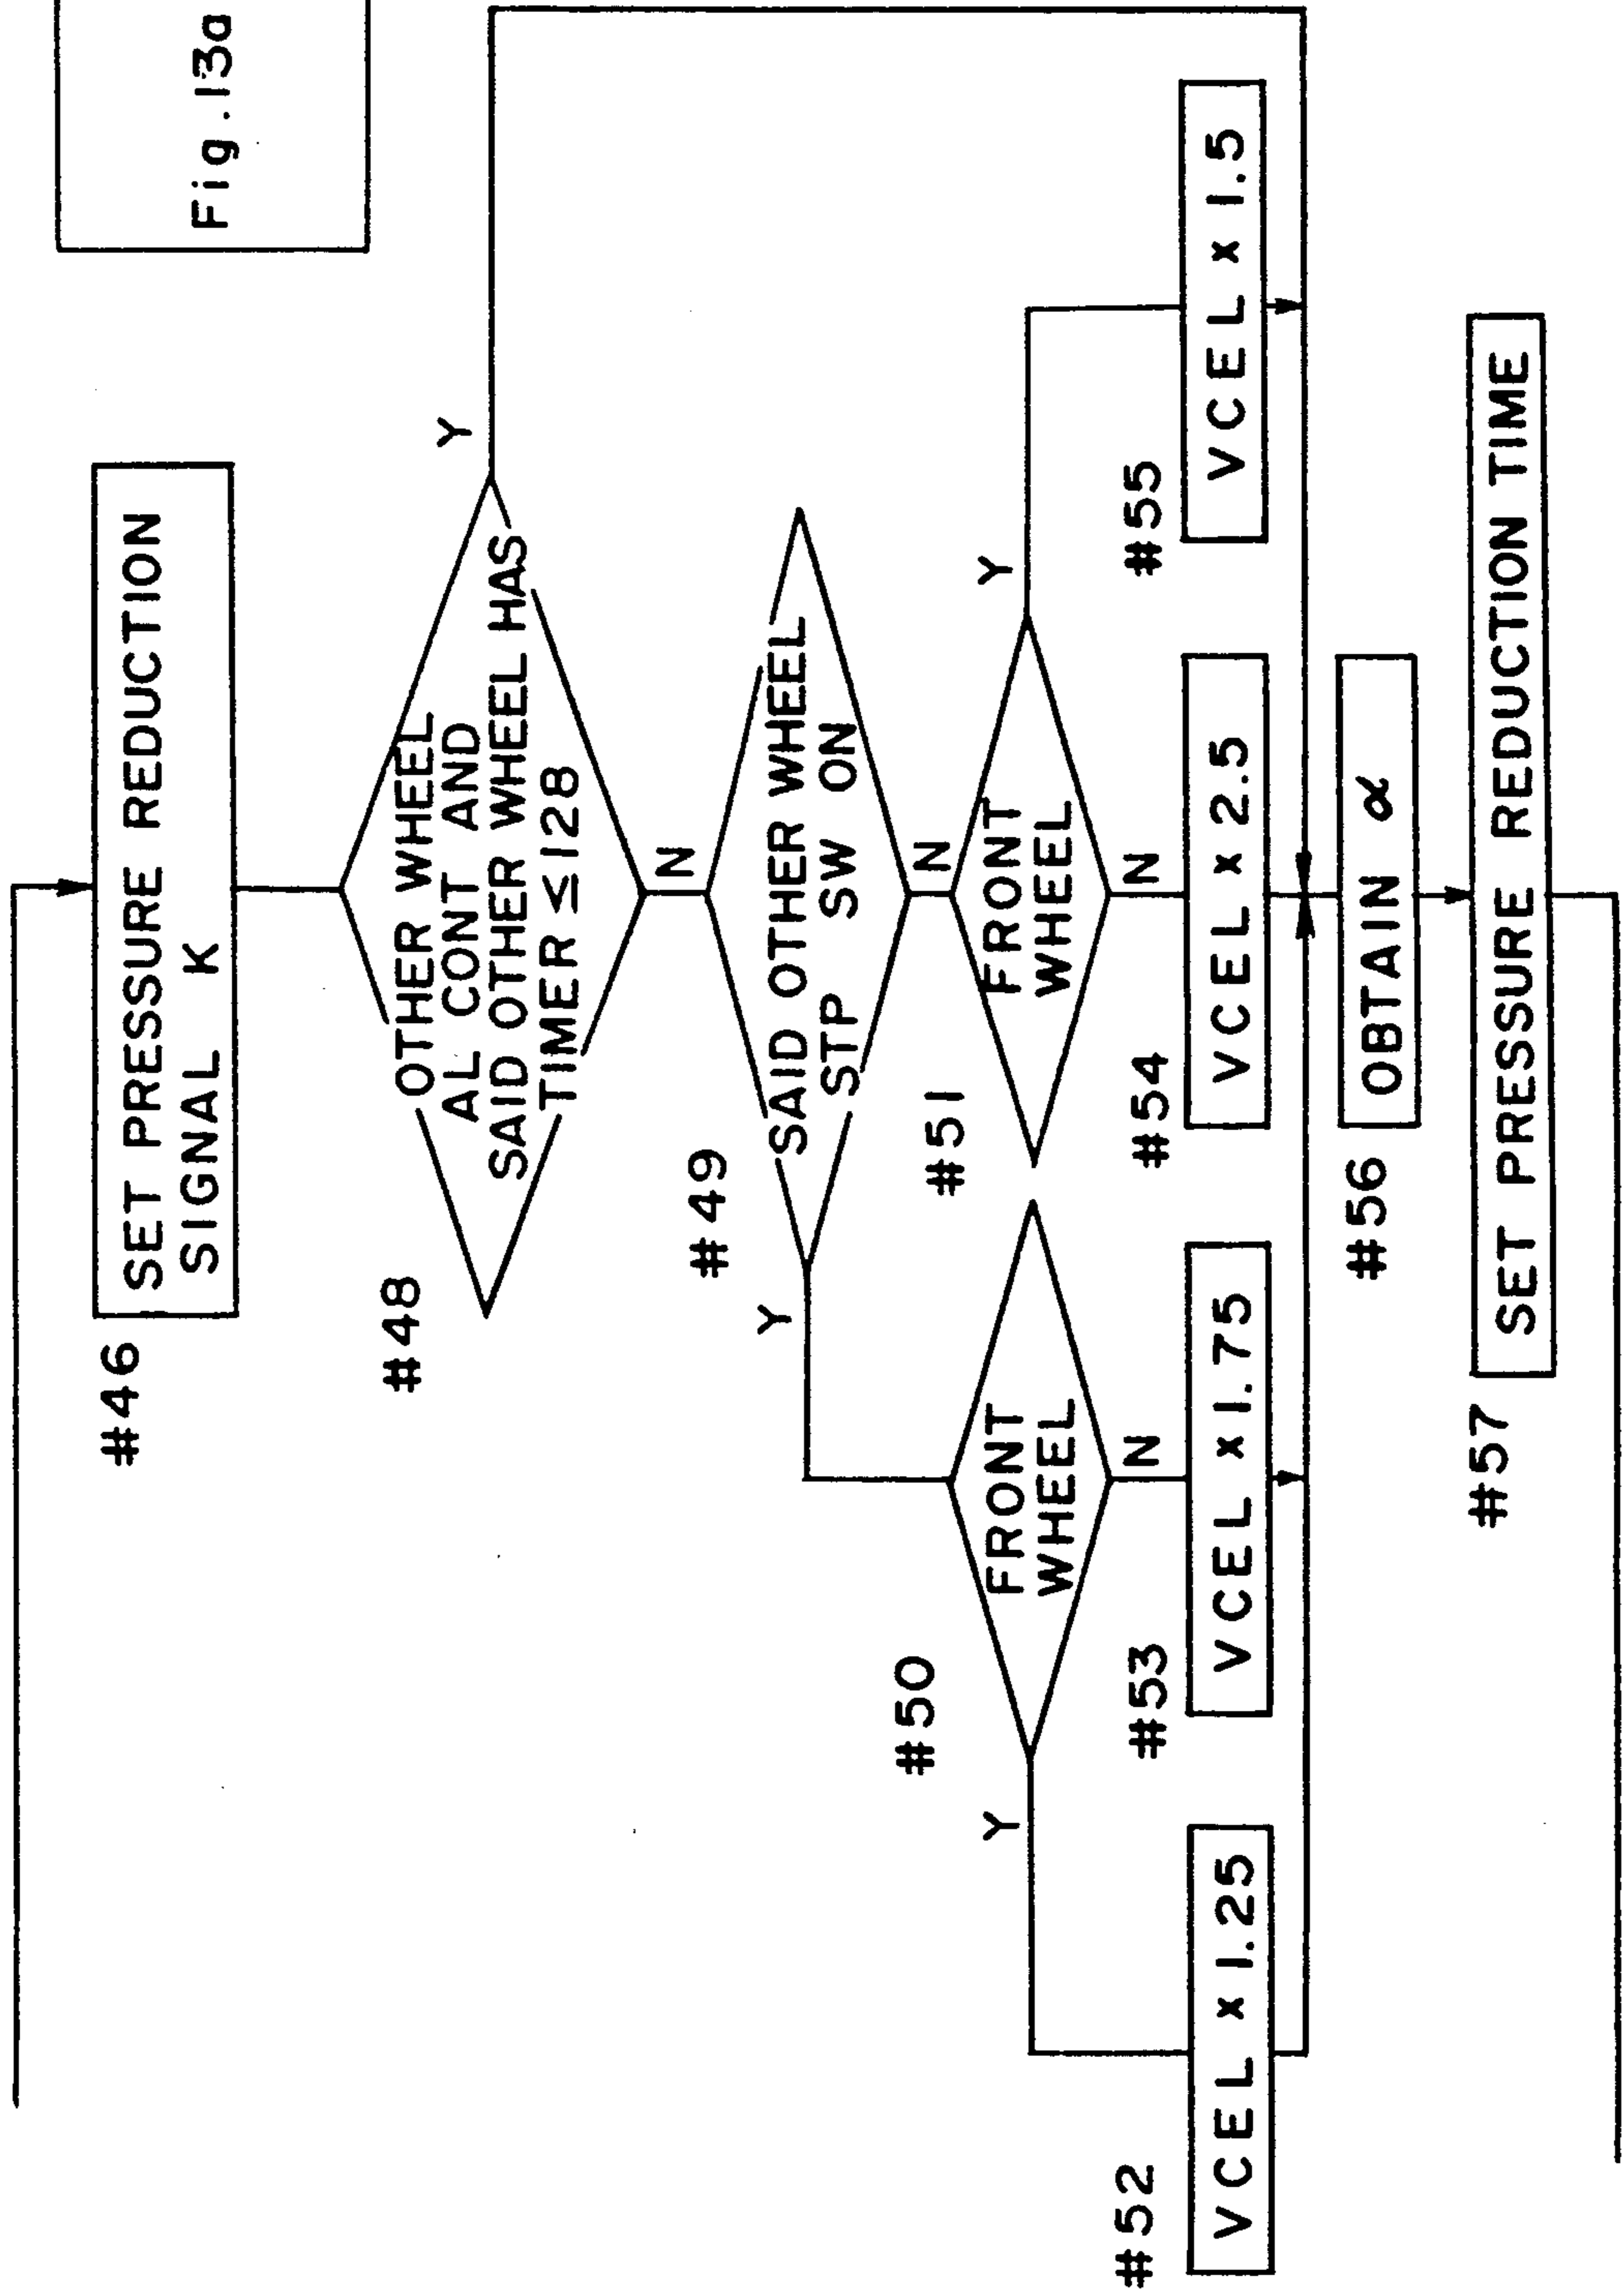 Fig.13a
#46
SET PRESSURE REDUCTION
SIGNAL K
#48
OTHER WHEEL
AL CONT AND
SAID OTHER WHEEL HAS
TIMER ≤128
Y
N
#49
SAID OTHER WHEEL
STP SW ON
Y
N
#50
FRONT
WHEEL
Y
N
#51
FRONT
WHEEL
Y
N
#52
VCEL x 1.25
#53
VCEL x 1.75
#54
VCEL x 2.5
#55
VCEL x 1.5
#56
OBTAIN α
#57
SET PRESSURE REDUCTION TIME